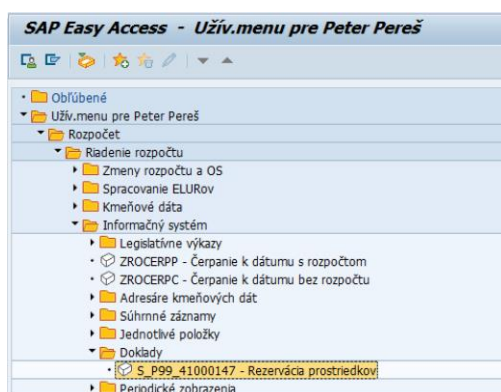 SAP Easy Access - Užív.menu pre Peter Pereš
Obľúbené
Užív.menu pre Peter Pereš
Rozpočet
Riadenie rozpočtu
Zmeny rozpočtu a OS
Spracovanie ELURov
Kmeňové dáta
Informačný systém
Legislatívne výkazy
ZROCERPP - Čerpanie k dátumu s rozpočtom
ZROCERPC - Čerpanie k dátumu bez rozpočtu
Adresáre kmeňových dát
Súhrnné záznamy
Jednotlivé položky
Doklady
S_P99_41000147 - Rezervácia prostriedkov
Periodické zobrazenia